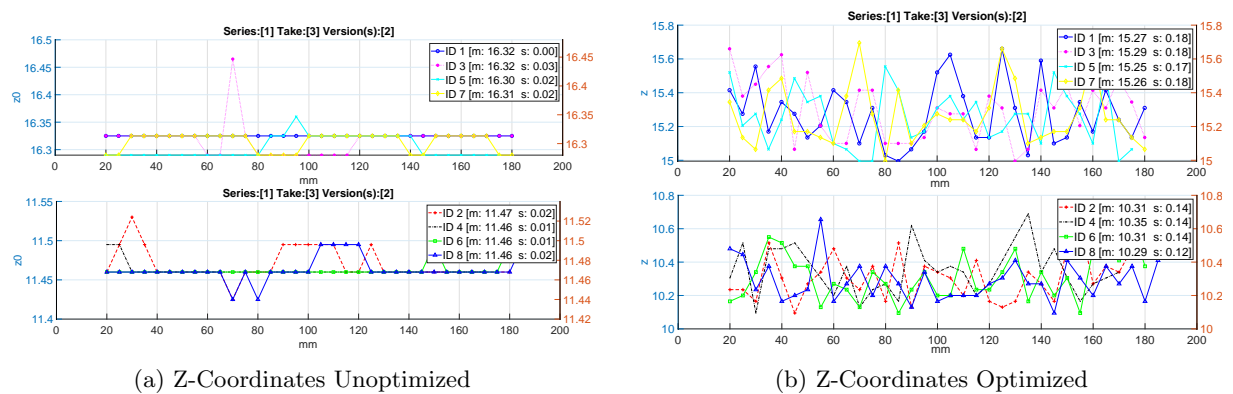 Series:[1] Take:[3] Version(s):[2]
16.5
16.45
16.4
16.35
16.3
z0
16.45
16.4
16.35
16.3
ID 1 [m: 16.32 s: 0.00]
ID 3 [m: 16.32 s: 0.03]
ID 5 [m: 16.30 s: 0.02]
ID 7 [m: 16.31 s: 0.02]
0 20 40 60 80 100 120 140 160 180 200
mm
Series:[1] Take:[3] Version(s):[2]
11.55
11.5
11.45
11.4
z0
11.52
11.5
11.48
11.46
11.44
11.42
ID 2 [m: 11.47 s: 0.02]
ID 4 [m: 11.46 s: 0.01]
ID 6 [m: 11.46 s: 0.01]
ID 8 [m: 11.46 s: 0.02]
0 20 40 60 80 100 120 140 160 180 200
mm
(a) Z-Coordinates Unoptimized
Series:[1] Take:[3] Version(s):[2]
15.8
15.6
15.4
15.2
15
z
15.8
15.6
15.4
15.2
15
ID 1 [m: 15.27 s: 0.18]
ID 3 [m: 15.29 s: 0.18]
ID 5 [m: 15.25 s: 0.17]
ID 7 [m: 15.26 s: 0.18]
0 20 40 60 80 100 120 140 160 180 200
mm
10.8
10.6
10.4
10.2
10
z
10.8
10.6
10.4
10.2
10
ID 2 [m: 10.31 s: 0.14]
ID 4 [m: 10.35 s: 0.14]
ID 6 [m: 10.31 s: 0.14]
ID 8 [m: 10.29 s: 0.12]
0 20 40 60 80 100 120 140 160 180 200
mm
(b) Z-Coordinates Optimized